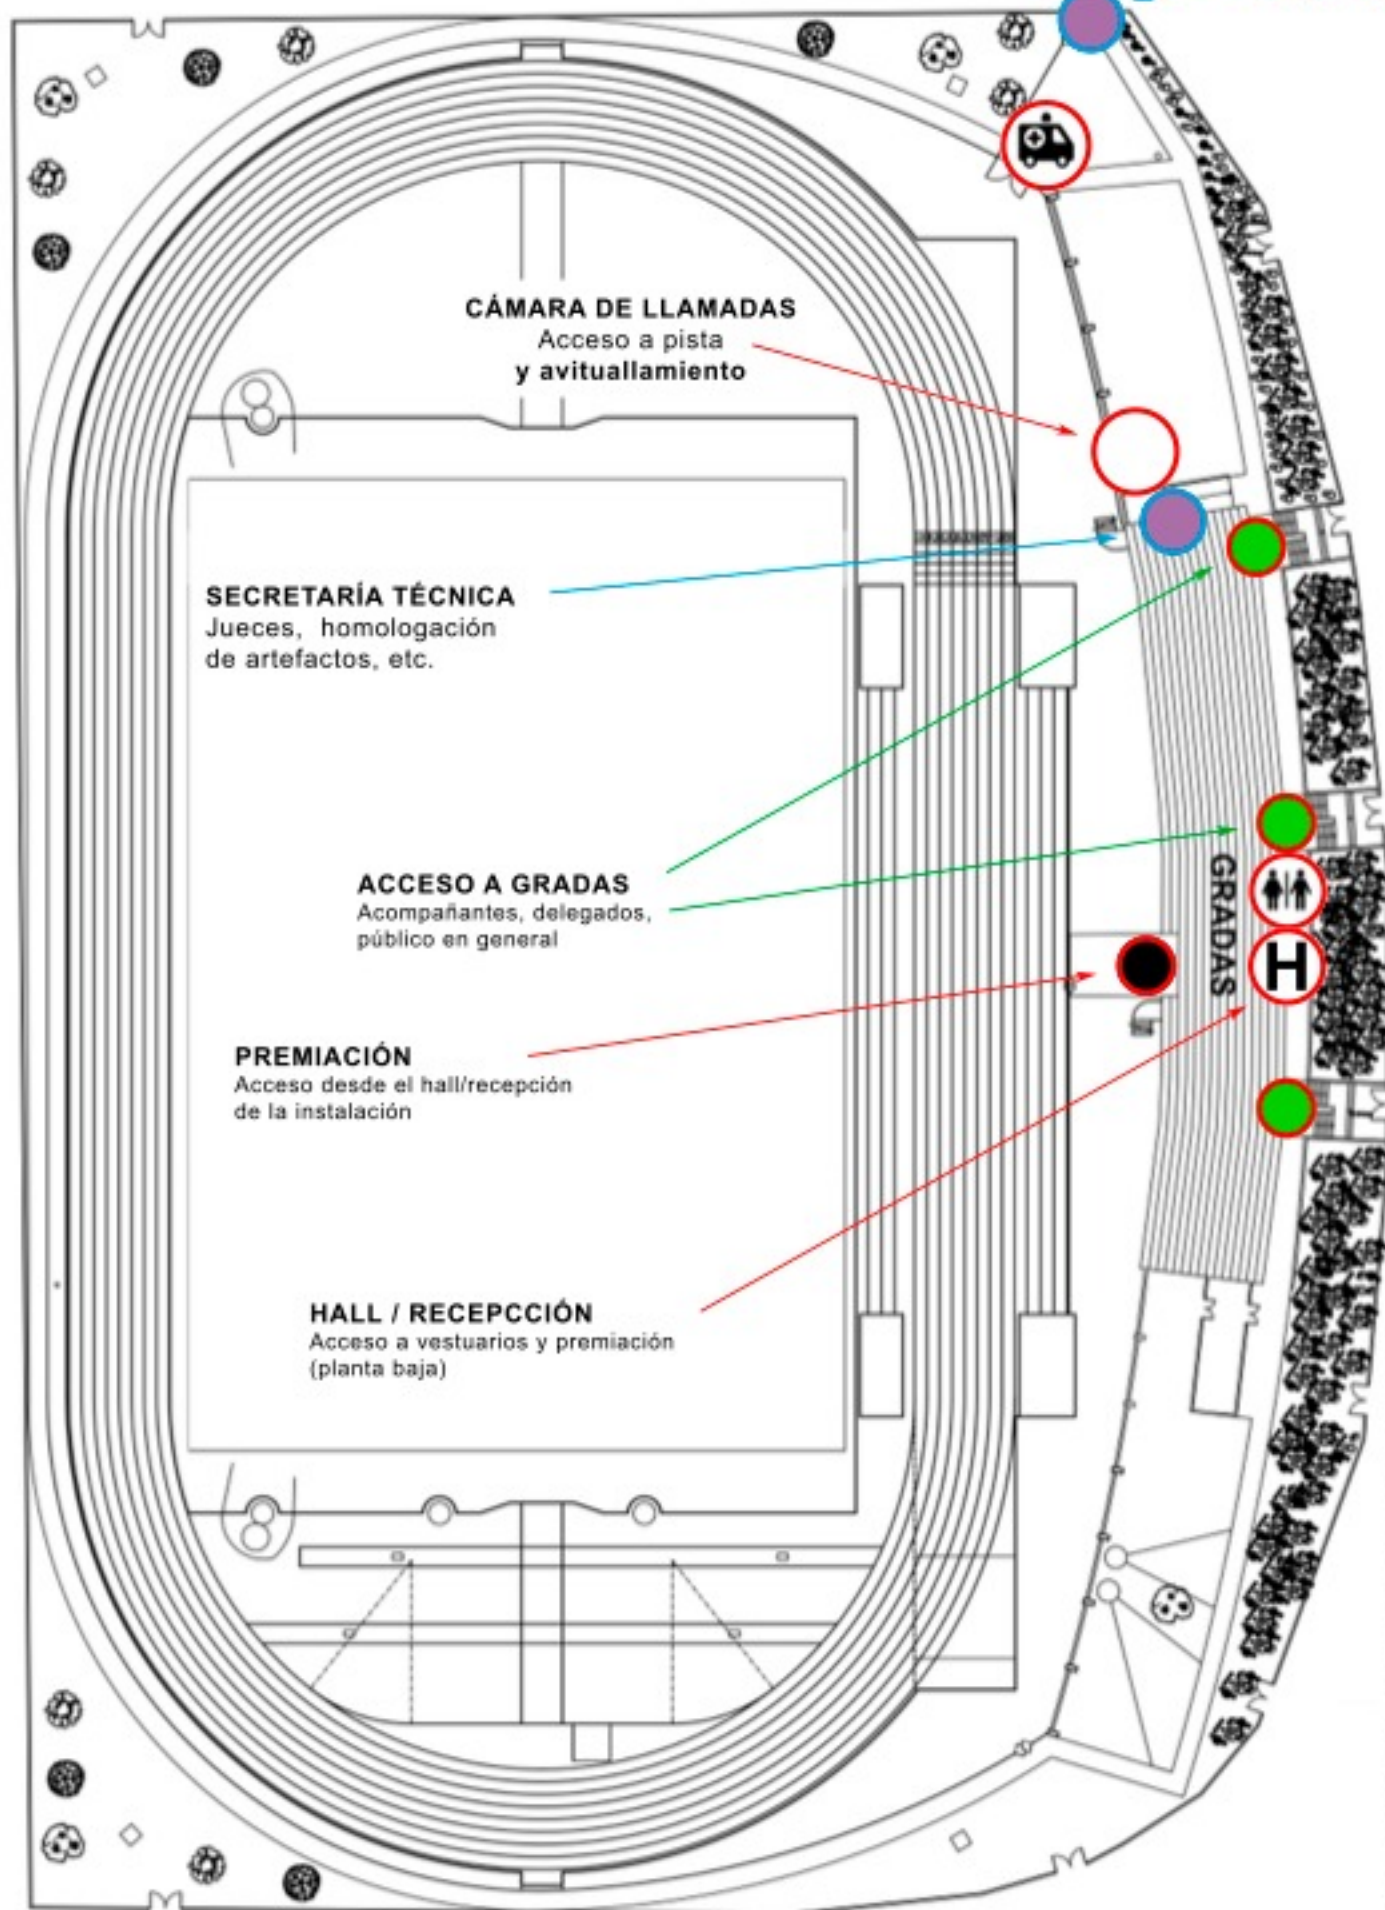 CÁMARA DE LLAMADAS
Acceso a pista
y avituallamiento
SECRETARÍA TÉCNICA
Jueces, homologación
de artefactos, etc.
ACCESO A GRADAS
Acompañantes, delegados,
público en general
GRADAS
H
PREMIACIÓN
Acceso desde el hall/recepción
de la instalación
HALL / RECEPCCIÓN
Acceso a vestuarios y premiación
(planta baja)